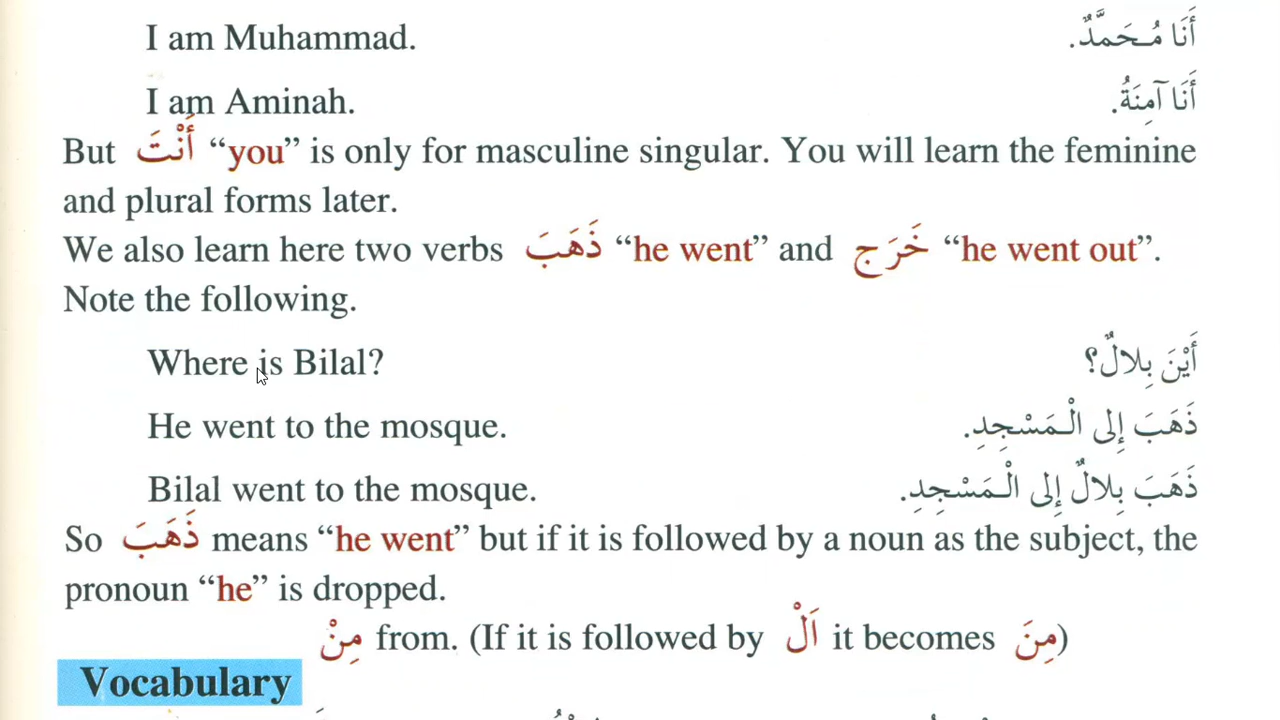 I am Muhammad. أَنَا مُحَمَّدٌ.
I am Aminah. أَنَا آمِنَةُ.
But أَنْتَ “you” is only for masculine singular. You will learn the feminine
and plural forms later.
We also learn here two verbs ذَهَبَ “he went” and خَرَج “he went out”.
Note the following.
Where is Bilal? أَيْنَ بِلالٌ؟
He went to the mosque. ذَهَبَ إِلى الْمَسْجِدِ.
Bilal went to the mosque. ذَهَبَ بِلالٌ إِلى الْمَسْجِدِ.
So ذَهَبَ means “he went” but if it is followed by a noun as the subject, the
pronoun “he” is dropped.
مِنْ from. (If it is followed by اَلْ it becomes مِنَ)
Vocabulary